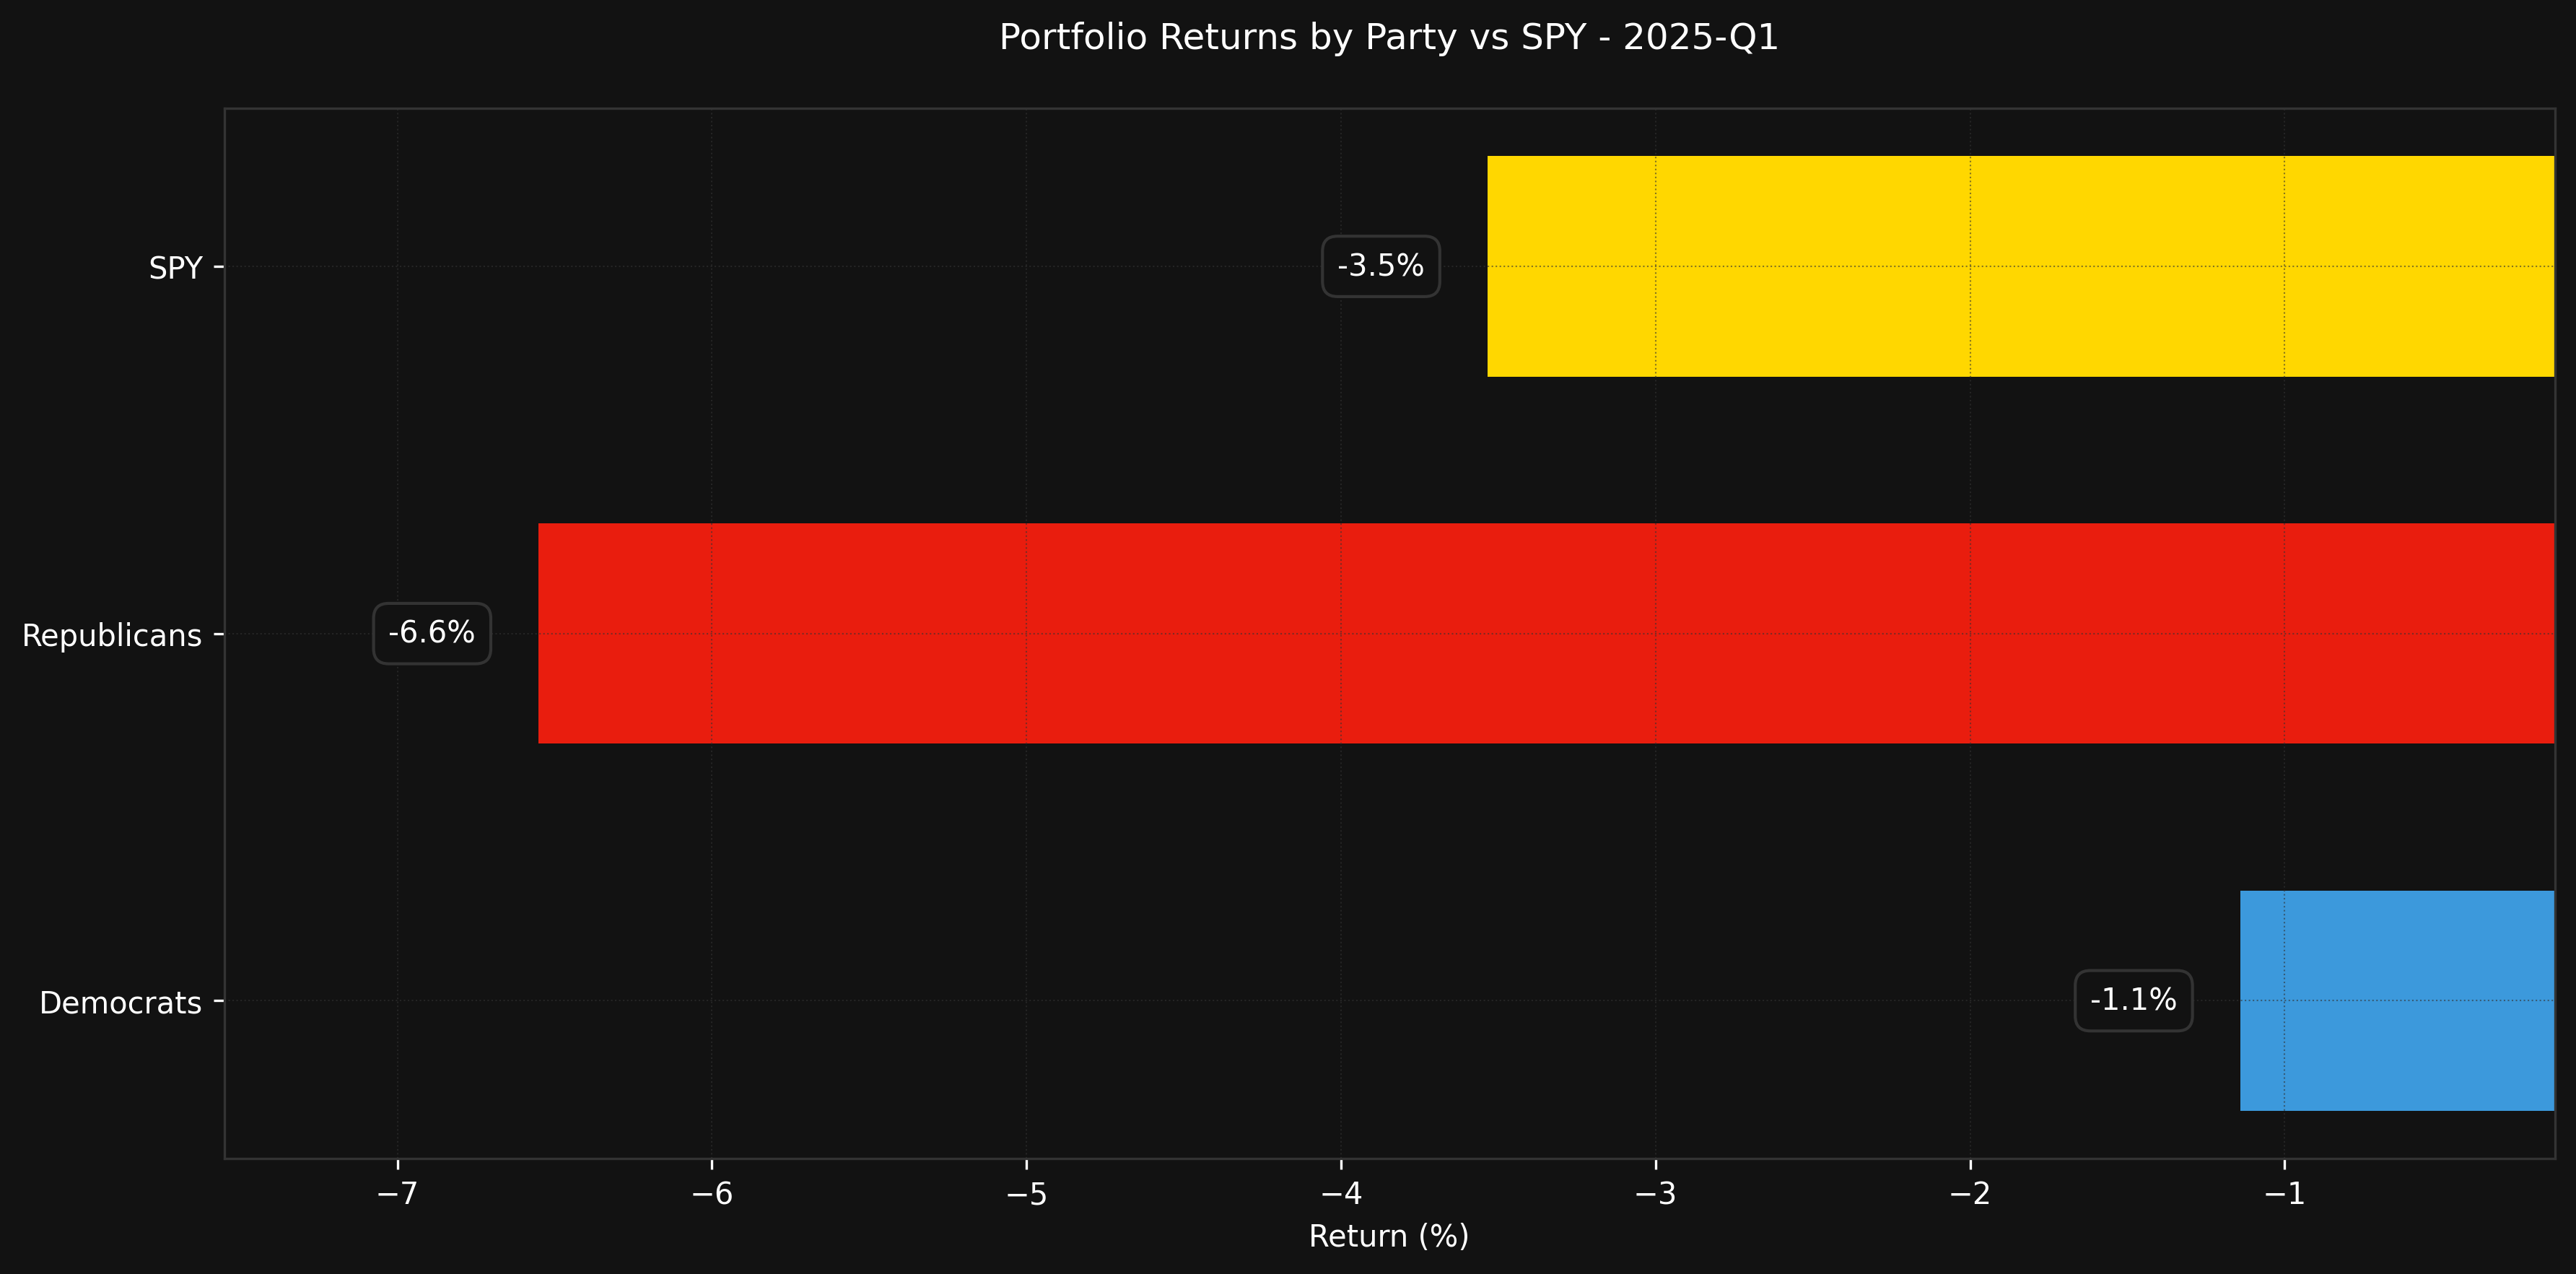 Portfolio Returns by Party vs SPY - 2025-Q1
SPY
-3.5%
Republicans
-6.6%
Democrats
-1.1%
−7 −6 −5 −4 −3 −2 −1
Return (%)